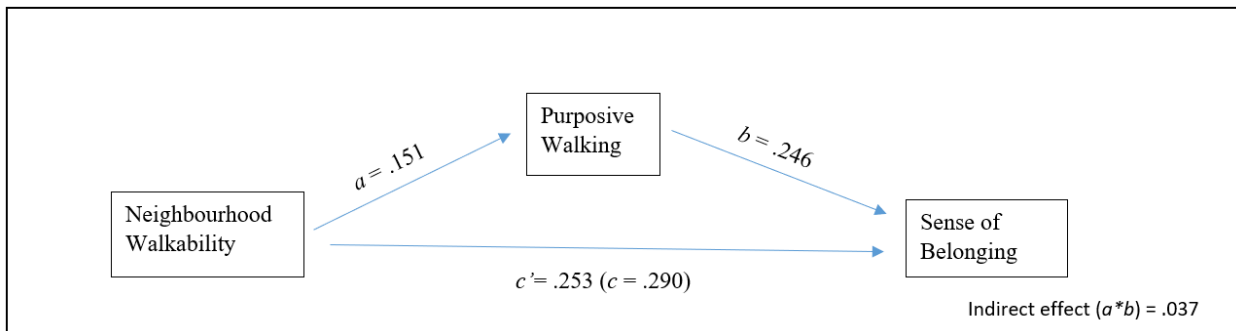 Purposive
Walking
a = .151
b = .246
Neighbourhood
Walkability
Sense of
Belonging
c’= .253 (c = .290)
Indirect effect (a*b) = .037